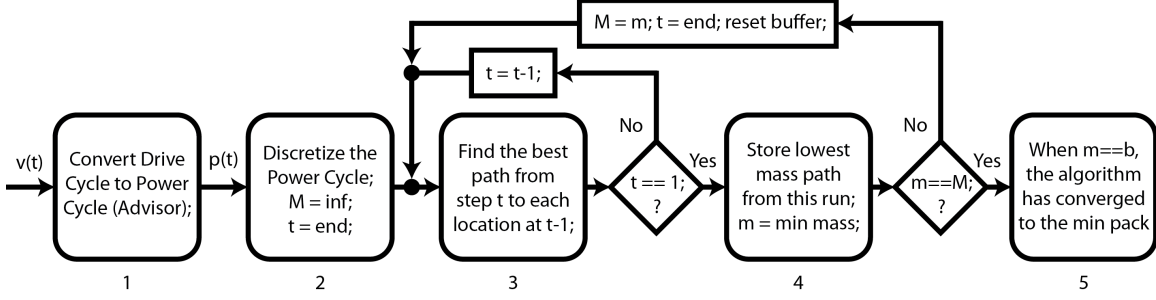 M = m; t = end; reset buffer;
t = t-1;
No
No
v(t)
Convert Drive
Cycle to Power
Cycle (Advisor);
p(t)
Discretize the
Power Cycle;
M = inf;
t = end;
Find the best
path from
step t to each
location at t-1;
t == 1;
?
Yes
Store lowest
mass path
from this run;
m = min mass;
m==M;
?
Yes
When m==b,
the algorithm
has converged
to the min pack
1
2
3
4
5